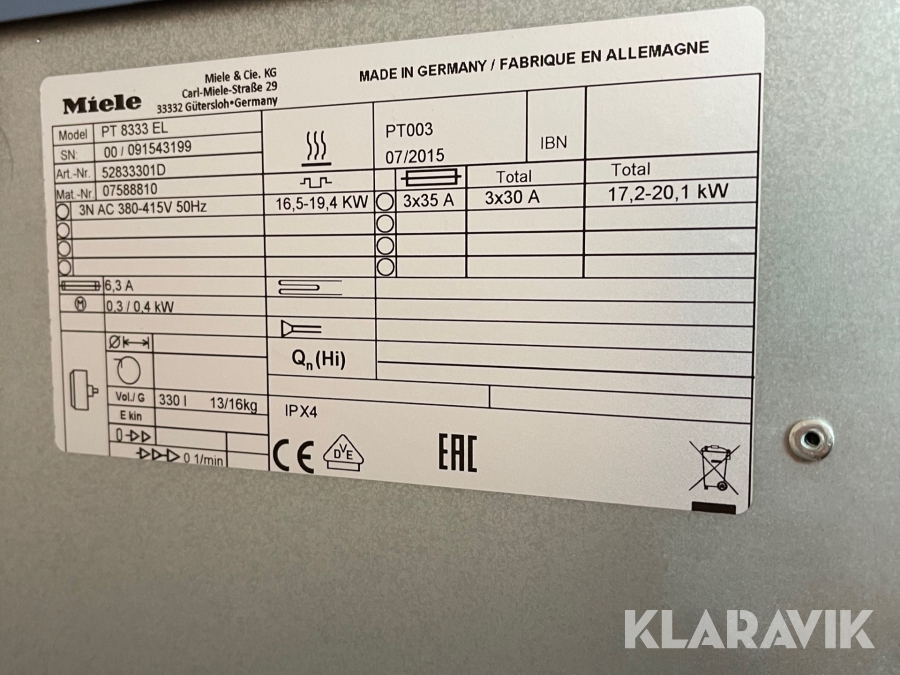 Miele
Miele & Cie. KG
Carl-Miele-Straße 29
33332 Gütersloh•Germany
MADE IN GERMANY / FABRIQUE EN ALLEMAGNE
Model PT 8333 EL
SN: 00 / 091543199
Art.-Nr. 52833301D
Mat.-Nr. 07588810
PT003
07/2015
IBN
Total
Total
3N AC 380-415V 50Hz 16,5-19,4 KW 3x35 A 3x30 A 17,2-20,1 kW
6,3 A
M 0,3 / 0,4 kW
Ø
Qn (Hi)
Vol./ G 330 l 13/16kg
E kin
0 1/min
IPX4
CE DVE EAC
KLARAVIK